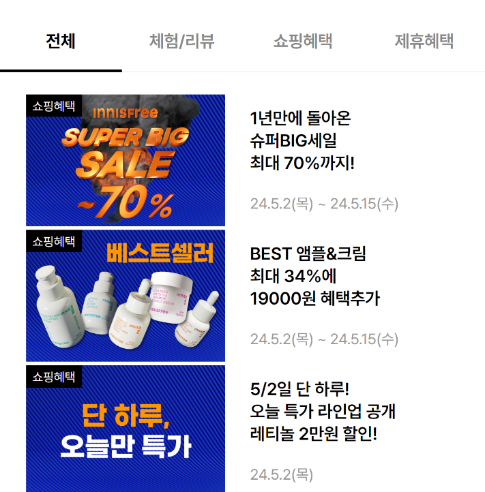 전체 체험/리뷰 쇼핑혜택 제휴혜택
쇼핑혜택
innisfree
SUPER BIG
SALE
~70%
1년만에 돌아온
슈퍼BIG세일
최대 70%까지!
24.5.2(목) ~ 24.5.15(수)
쇼핑혜택
베스트셀러
BEST 앰플&크림
최대 34%에
19000원 혜택추가
24.5.2(목) ~ 24.5.15(수)
쇼핑혜택
단 하루,
오늘만 특가
5/2일 단 하루!
오늘 특가 라인업 공개
레티놀 2만원 할인!
24.5.2(목)